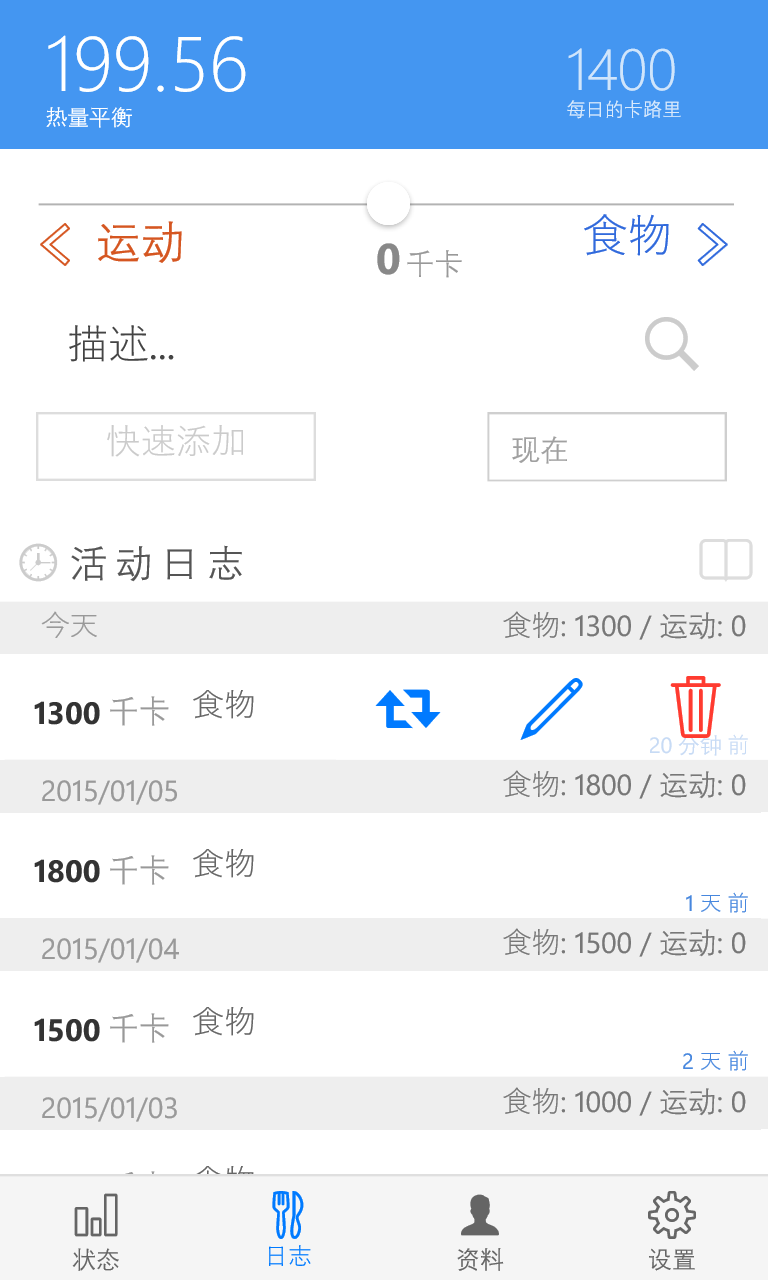 199.56
1400
热量平衡
每日的卡路里
运动
食物
0 千卡
描述...
快速添加
现在
活动日志
今天
食物: 1300 / 运动: 0
1300 千卡 食物
20 分钟 前
2015/01/05
食物: 1800 / 运动: 0
1800 千卡 食物
1 天 前
2015/01/04
食物: 1500 / 运动: 0
1500 千卡 食物
2 天 前
2015/01/03
食物: 1000 / 运动: 0
状态
日志
资料
设置